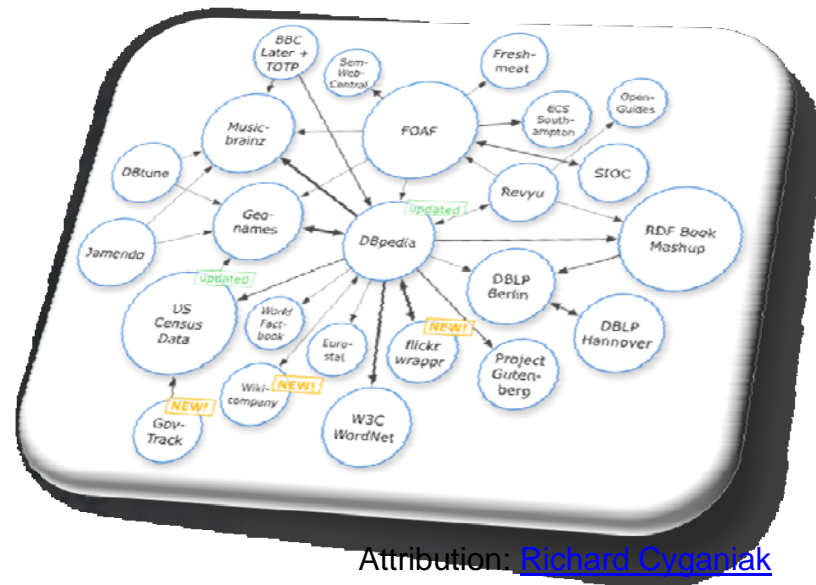 BBC
Later +
TOTP
Sem-
Web-
Central
Fresh-
meat
FOAF
ECS
South-
ampton
Open-
Guides
Music-
brainz
DBtune
SIOC
Revyu
Geo-
names
updated
DBpedia
RDF Book
Mashup
Jamendo
updated
US
Census
Data
World
Fact-
book
Euro-
stat
NEW!
flickr
wrappr
DBLP
Berlin
DBLP
Hannover
Project
Guten-
berg
NEW!
Wiki-
company
W3C
WordNet
NEW!
Gov-
Track
Attribution: Richard Cyganiak